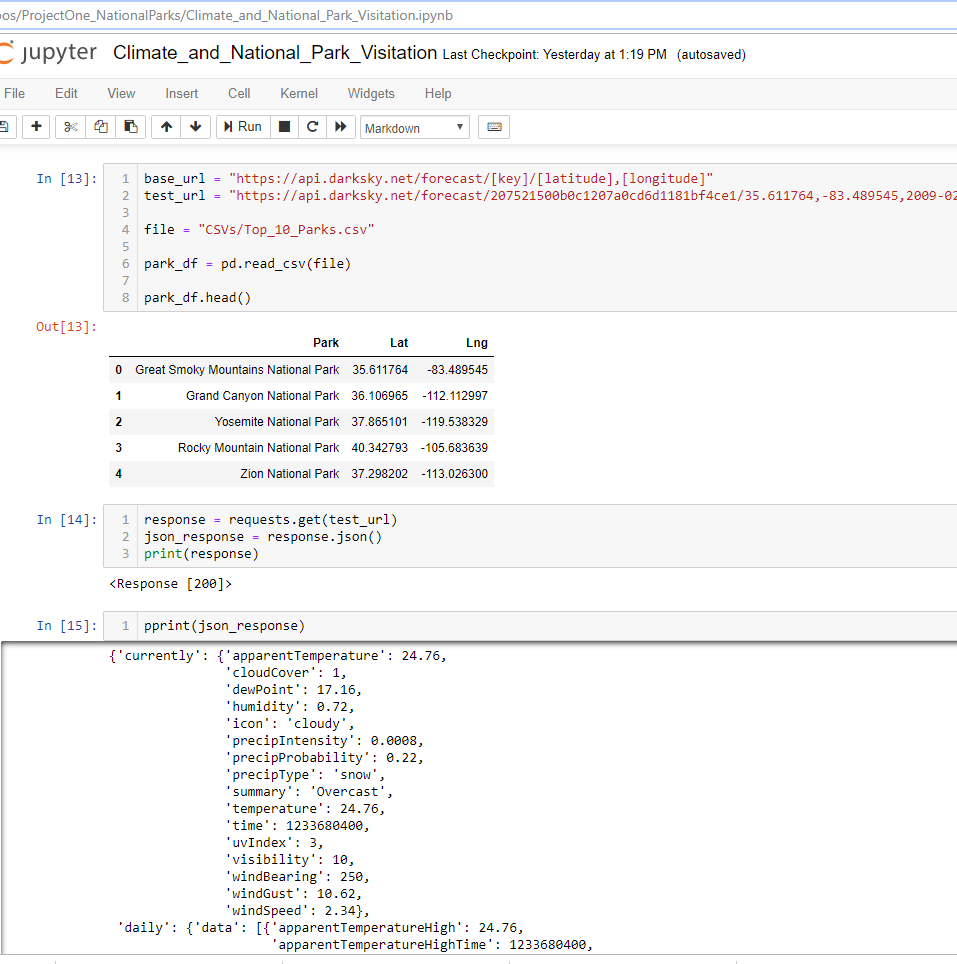 os/ProjectOne_NationalParks/Climate_and_National_Park_Visitation.ipynb
jupyter Climate_and_National_Park_Visitation Last Checkpoint: Yesterday at 1:19 PM (autosaved)
File Edit View Insert Cell Kernel Widgets Help
Run Markdown
In [13]:
1 base_url = "https://api.darksky.net/forecast/[key]/[latitude],[longitude]"
2 test_url = "https://api.darksky.net/forecast/207521500b0c1207a0cd6d1181bf4ce1/35.611764,-83.489545,2009-02
3
4 file = "CSVs/Top_10_Parks.csv"
5
6 park_df = pd.read_csv(file)
7
8 park_df.head()
Out[13]:
Park Lat Lng
0 Great Smoky Mountains National Park 35.611764 -83.489545
1 Grand Canyon National Park 36.106965 -112.112997
2 Yosemite National Park 37.865101 -119.538329
3 Rocky Mountain National Park 40.342793 -105.683639
4 Zion National Park 37.298202 -113.026300
In [14]:
1 response = requests.get(test_url)
2 json_response = response.json()
3 print(response)
<Response [200]>
In [15]:
1 pprint(json_response)
{'currently': {'apparentTemperature': 24.76,
'cloudCover': 1,
'dewPoint': 17.16,
'humidity': 0.72,
'icon': 'cloudy',
'precipIntensity': 0.0008,
'precipProbability': 0.22,
'precipType': 'snow',
'summary': 'Overcast',
'temperature': 24.76,
'time': 1233680400,
'uvIndex': 3,
'visibility': 10,
'windBearing': 250,
'windGust': 10.62,
'windSpeed': 2.34},
'daily': {'data': [{'apparentTemperatureHigh': 24.76,
'apparentTemperatureHighTime': 1233680400,